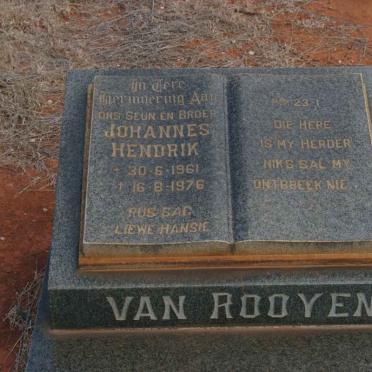 In Tere
Herinnering Aan
ONS SEUN EN BROER
JOHANNES
HENDRIK
* 30-6-1961
† 16-8-1976
RUS SAG
LIEWE HANSIE
PS 23.1
DIE HERE
IS MY HERDER
NIKS SAL MY
ONTBREEK NIE.
VAN ROOYEN